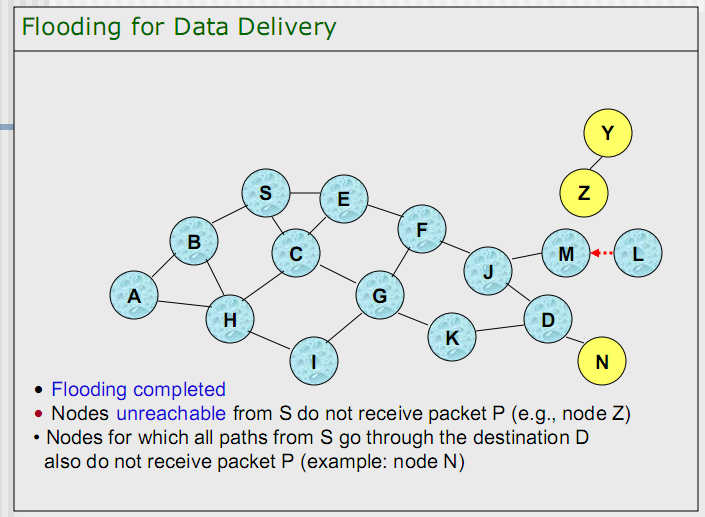 Flooding for Data Delivery
Y
Z
S
E
F
B
C
M
L
J
A
G
H
D
K
I
N
• Flooding completed
• Nodes unreachable from S do not receive packet P (e.g., node Z)
• Nodes for which all paths from S go through the destination D
also do not receive packet P (example: node N)